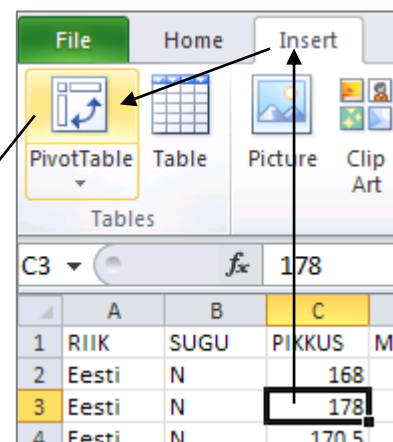 File Home Insert
PivotTable Table Picture Clip
Art
Tables
C3 fx 178
A B C
1 RIIK SUGU PIKKUS M
2 Eesti N 168
3 Eesti N 178
4 Eesti N 170.5